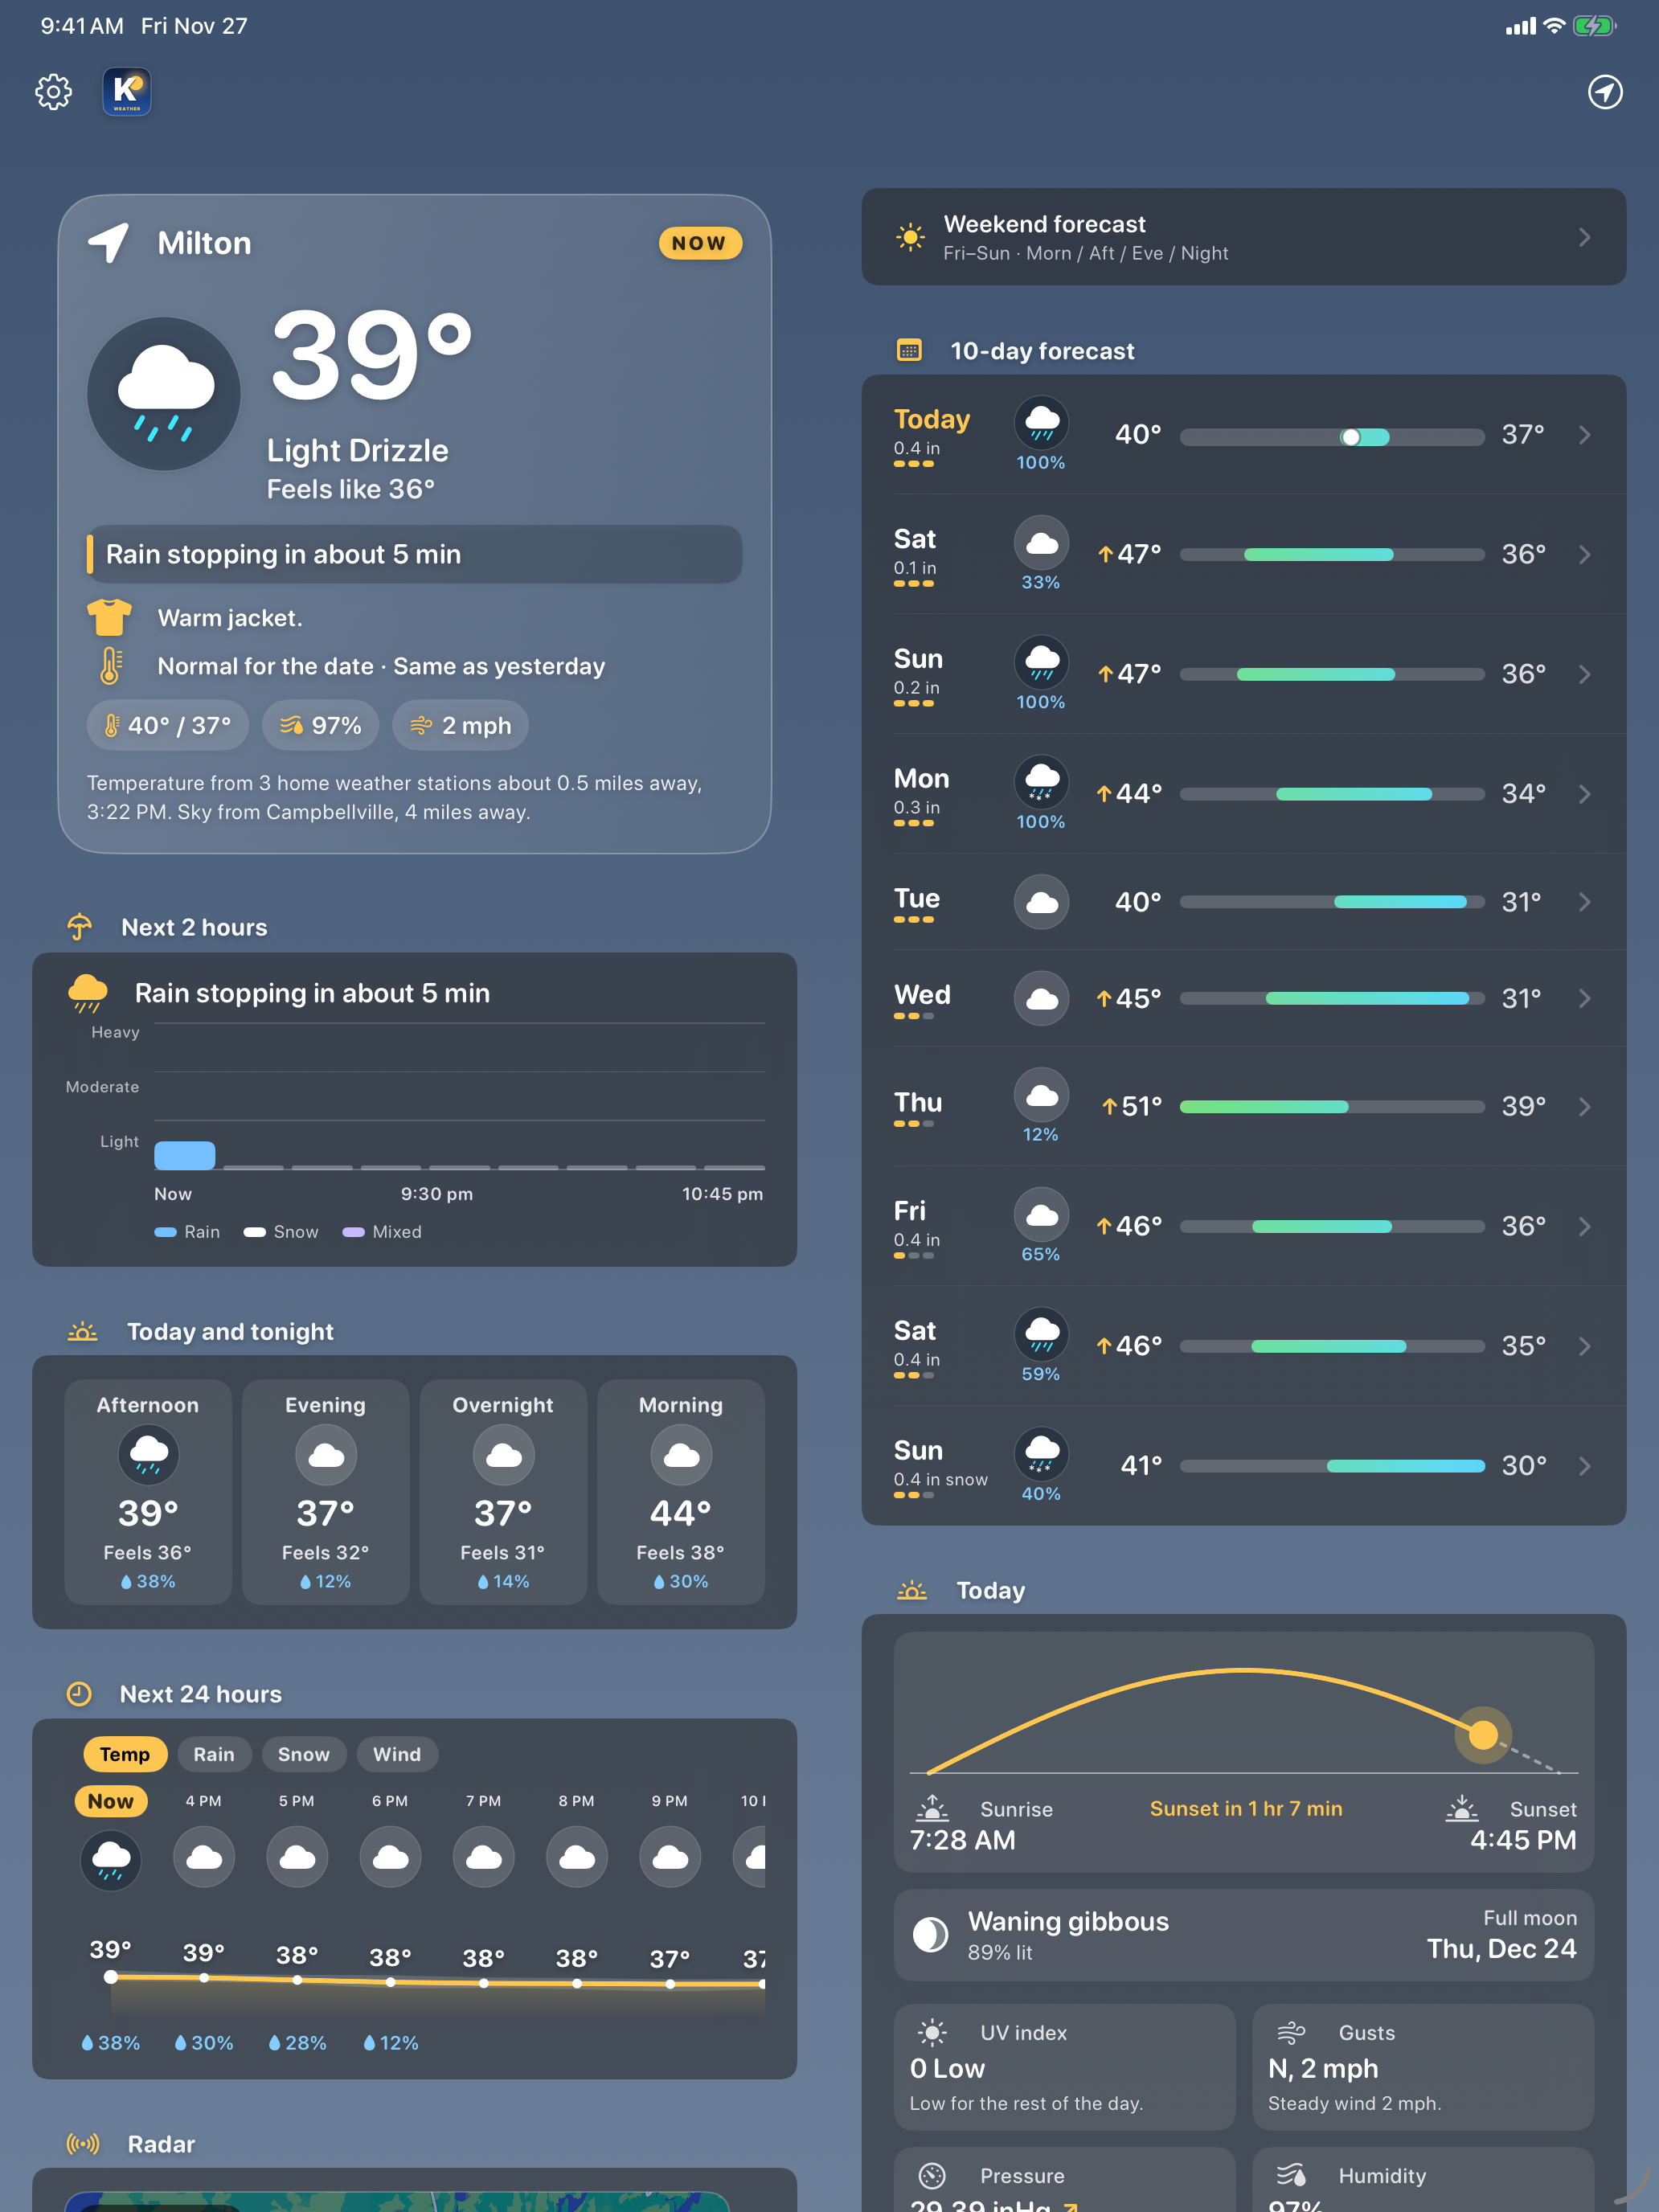 9:41 AM Fri Nov 27
K
WEATHER
Milton
NOW
39°
Light Drizzle
Feels like 36°
Rain stopping in about 5 min
Warm jacket.
Normal for the date · Same as yesterday
40° / 37°
97%
2 mph
Temperature from 3 home weather stations about 0.5 miles away,
3:22 PM. Sky from Campbellville, 4 miles away.
Next 2 hours
Rain stopping in about 5 min
Heavy
Moderate
Light
Now 9:30 pm 10:45 pm
Rain Snow Mixed
Today and tonight
Afternoon Evening Overnight Morning
39° 37° 37° 44°
Feels 36° Feels 32° Feels 31° Feels 38°
38% 12% 14% 30%
Next 24 hours
Temp Rain Snow Wind
Now 4 PM 5 PM 6 PM 7 PM 8 PM 9 PM 10
39° 39° 38° 38° 38° 38° 37° 37
38% 30% 28% 12%
Radar
Weekend forecast
Fri–Sun · Morn / Aft / Eve / Night
10-day forecast
Today 40° 37°
0.4 in 100%
Sat 47° 36°
0.1 in 33%
Sun 47° 36°
0.2 in 100%
Mon 44° 34°
0.3 in 100%
Tue 40° 31°
Wed 45° 31°
Thu 51° 39°
12%
Fri 46° 36°
0.4 in 65%
Sat 46° 35°
0.4 in 59%
Sun 41° 30°
0.4 in snow 40%
Today
Sunrise Sunset in 1 hr 7 min Sunset
7:28 AM 4:45 PM
Waning gibbous Full moon
89% lit Thu, Dec 24
UV index
0 Low
Low for the rest of the day.
Gusts
N, 2 mph
Steady wind 2 mph.
Pressure
29.39 inHg
Humidity
97%